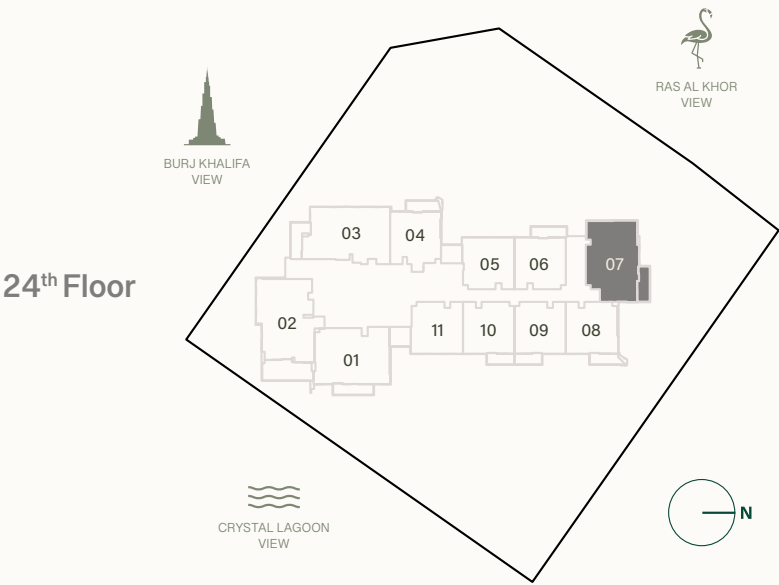 RAS AL KHOR
VIEW
BURJ KHALIFA
VIEW
03
04
05
06
07
24th Floor
02
01
11
10
09
08
N
CRYSTAL LAGOON
VIEW